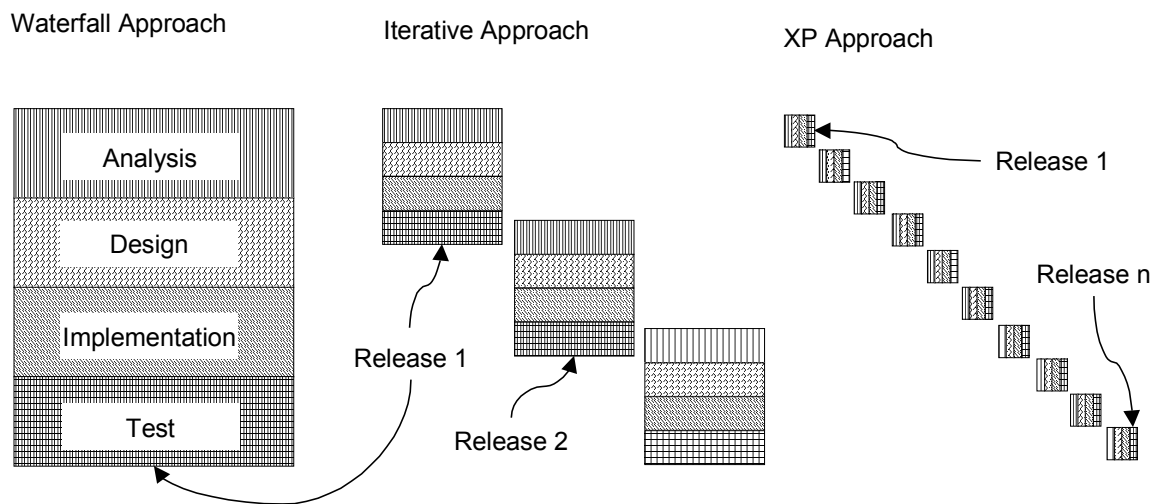 Waterfall Approach
Iterative Approach
XP Approach
Analysis
Design
Implementation
Test
Release 1
Release 2
Release 1
Release n